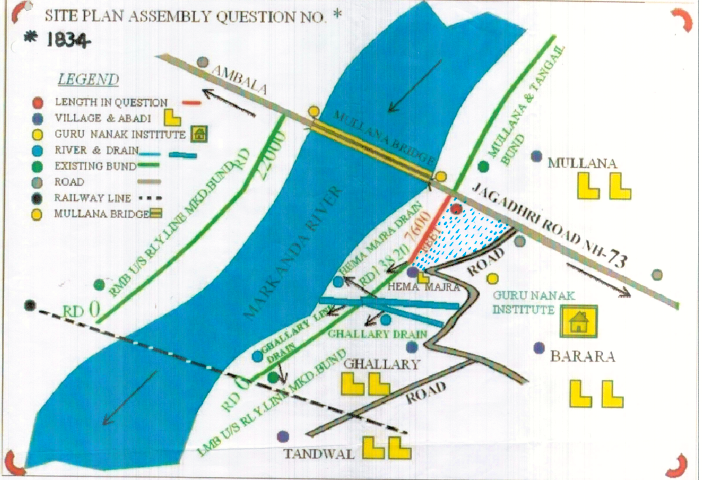 SITE PLAN ASSEMBLY QUESTION NO. *
* 1834
LEGEND
LENGTH IN QUESTION
VILLAGE & ABADI
GURU NANAK INSTITUTE
RIVER & DRAIN
EXISTING BUND
ROAD
RAILWAY LINE
MULLANA BRIDGE
AMBALA
MULLANA BRIDGE
MULLANA & TANGAIL
BUND
MULLANA
JAGADHRI ROAD NH-73
RD
22000
RMB U/S RLY.LINE MKD.BUND
RD 0
MARKANDA RIVER
HEMA MAJRA DRAIN
7600
FEET
RD 13820
ROAD
HEMA MAJRA
GURU NANAK
INSTITUTE
GHALLARY DRAIN
GHALLARY LINK
DRAIN
GHALLARY
BARARA
RD 0
LMB U/S RLY.LINE MKD.BUND
ROAD
TANDWAL